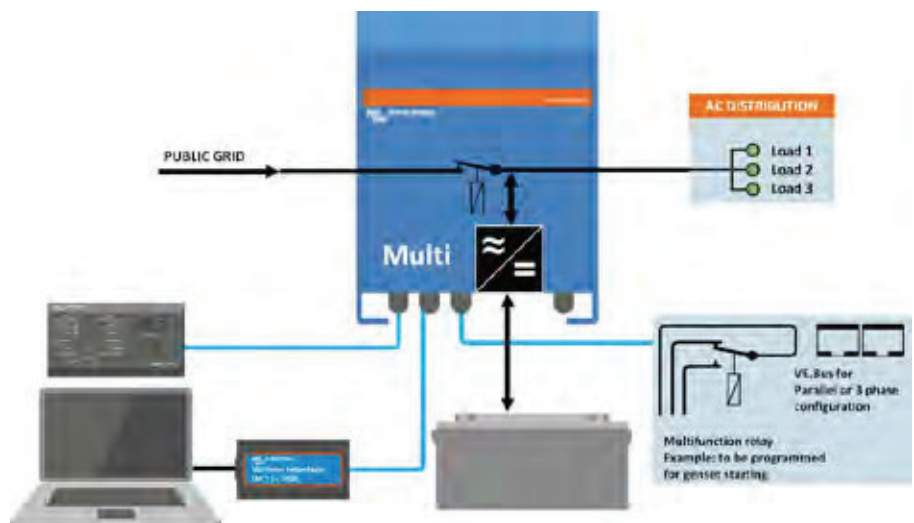 AC DISTRIBUTION
PUBLIC GRID
Load 1
Load 2
Load 3
Multi
VE.Bus for
Parallel or 3 phase
configuration
Multifunction relay
Example: to be programmed
for genset starting